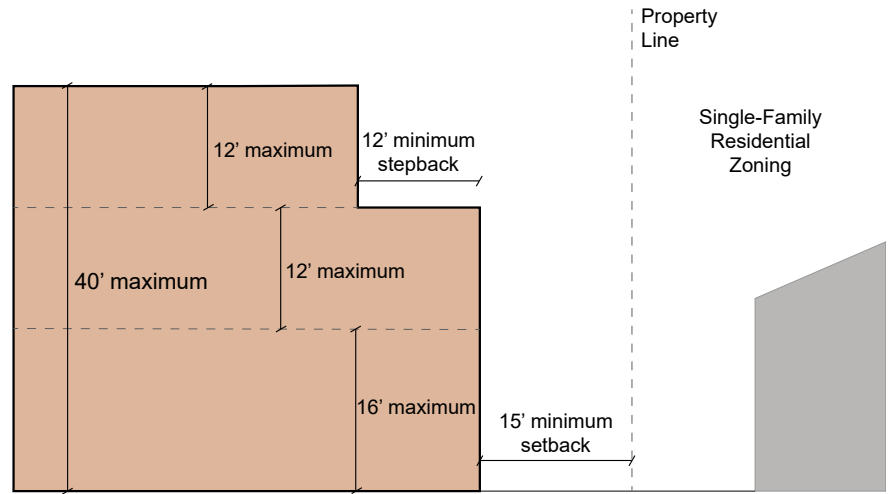 Property
Line
Single-Family
Residential
Zoning
12’ maximum
12’ minimum
stepback
12’ maximum
40’ maximum
16’ maximum
15’ minimum
setback